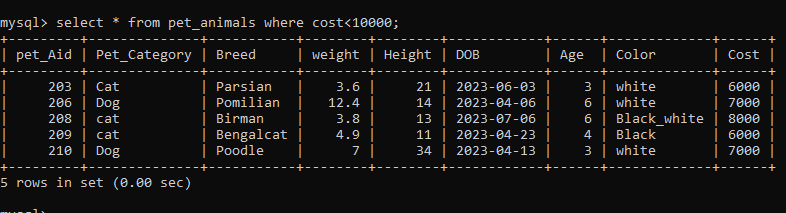 mysql> select * from pet_animals where cost<10000;
+---------+--------------+-----------+--------+--------+------------+------+-------------+------+
| pet_Aid | Pet_Category | Breed     | weight | Height | DOB        | Age  | Color       | Cost |
+---------+--------------+-----------+--------+--------+------------+------+-------------+------+
|     203 | Cat          | Parsian   |    3.6 |     21 | 2023-06-03 |    3 | white       | 6000 |
|     206 | Dog          | Pomilian  |   12.4 |     14 | 2023-04-06 |    6 | white       | 7000 |
|     208 | cat          | Birman    |    3.8 |     13 | 2023-07-06 |    6 | Black_white | 8000 |
|     209 | cat          | Bengalcat |    4.9 |     11 | 2023-04-23 |    4 | Black       | 6000 |
|     210 | Dog          | Poodle    |      7 |     34 | 2023-04-13 |    3 | white       | 7000 |
+---------+--------------+-----------+--------+--------+------------+------+-------------+------+
5 rows in set (0.00 sec)
mysql>